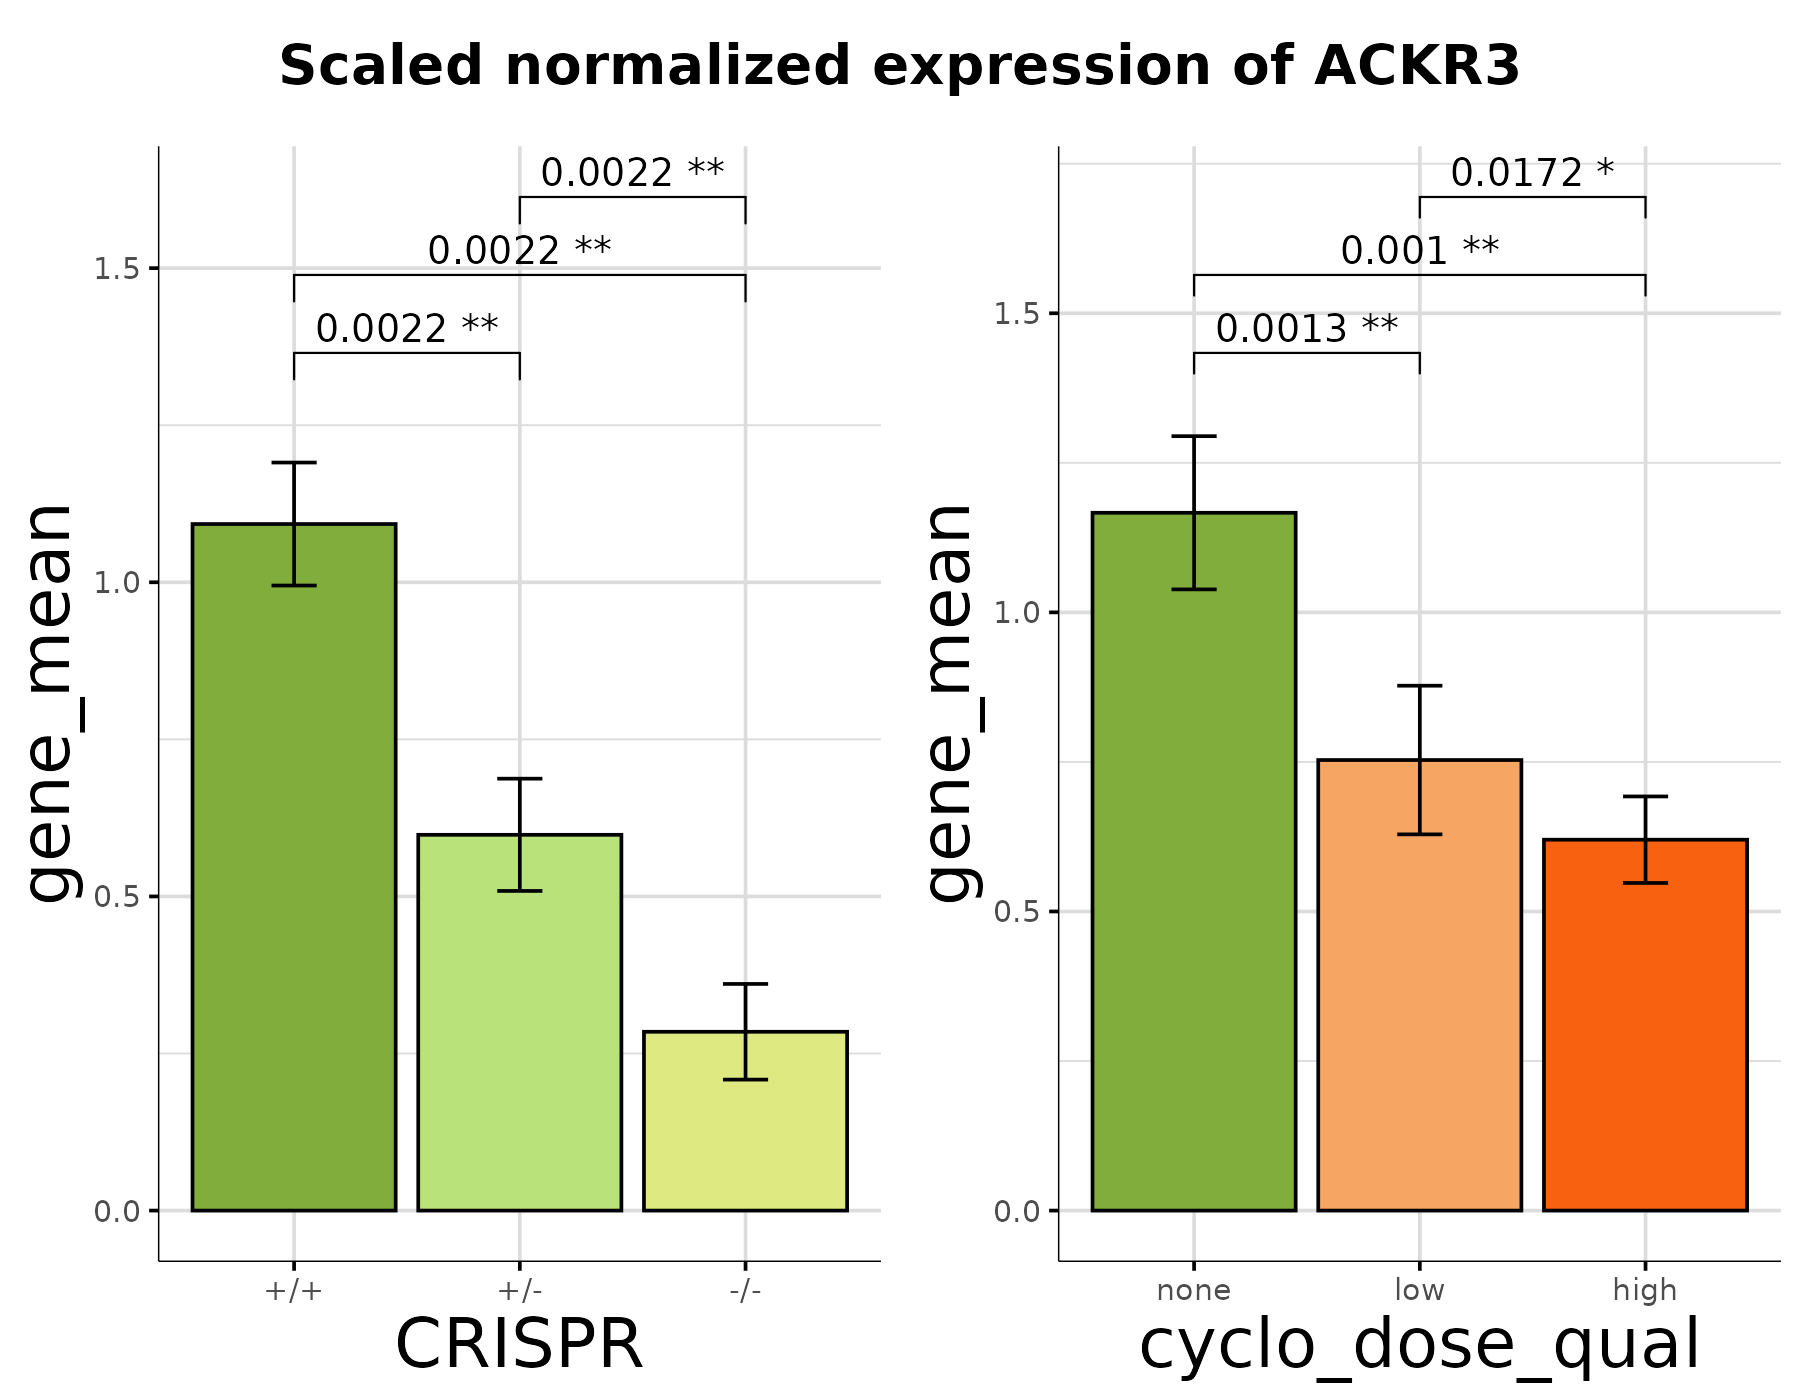 Scaled normalized expression of ACKR3
gene_mean
1.5
1.0
0.5
0.0
0.0022 **
0.0022 **
0.0022 **
+/+ +/- -/-
CRISPR
gene_mean
1.5
1.0
0.5
0.0
0.0172 *
0.001 **
0.0013 **
none low high
cyclo_dose_qual